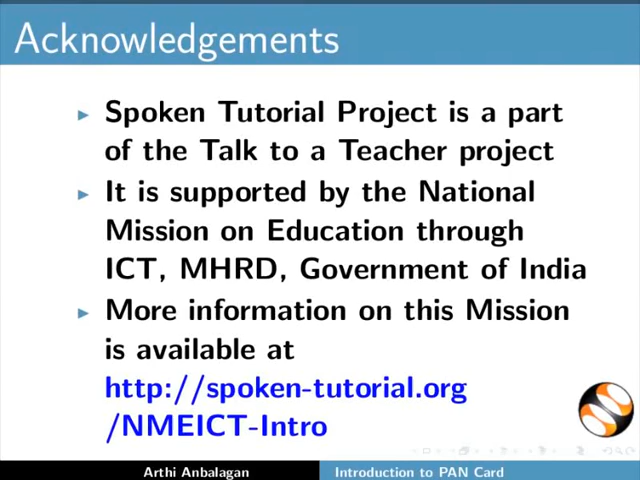 Acknowledgements
Spoken Tutorial Project is a part
of the Talk to a Teacher project
It is supported by the National
Mission on Education through
ICT, MHRD, Government of India
More information on this Mission
is available at
http://spoken-tutorial.org
/NMEICT-Intro
Arthi Anbalagan Introduction to PAN Card